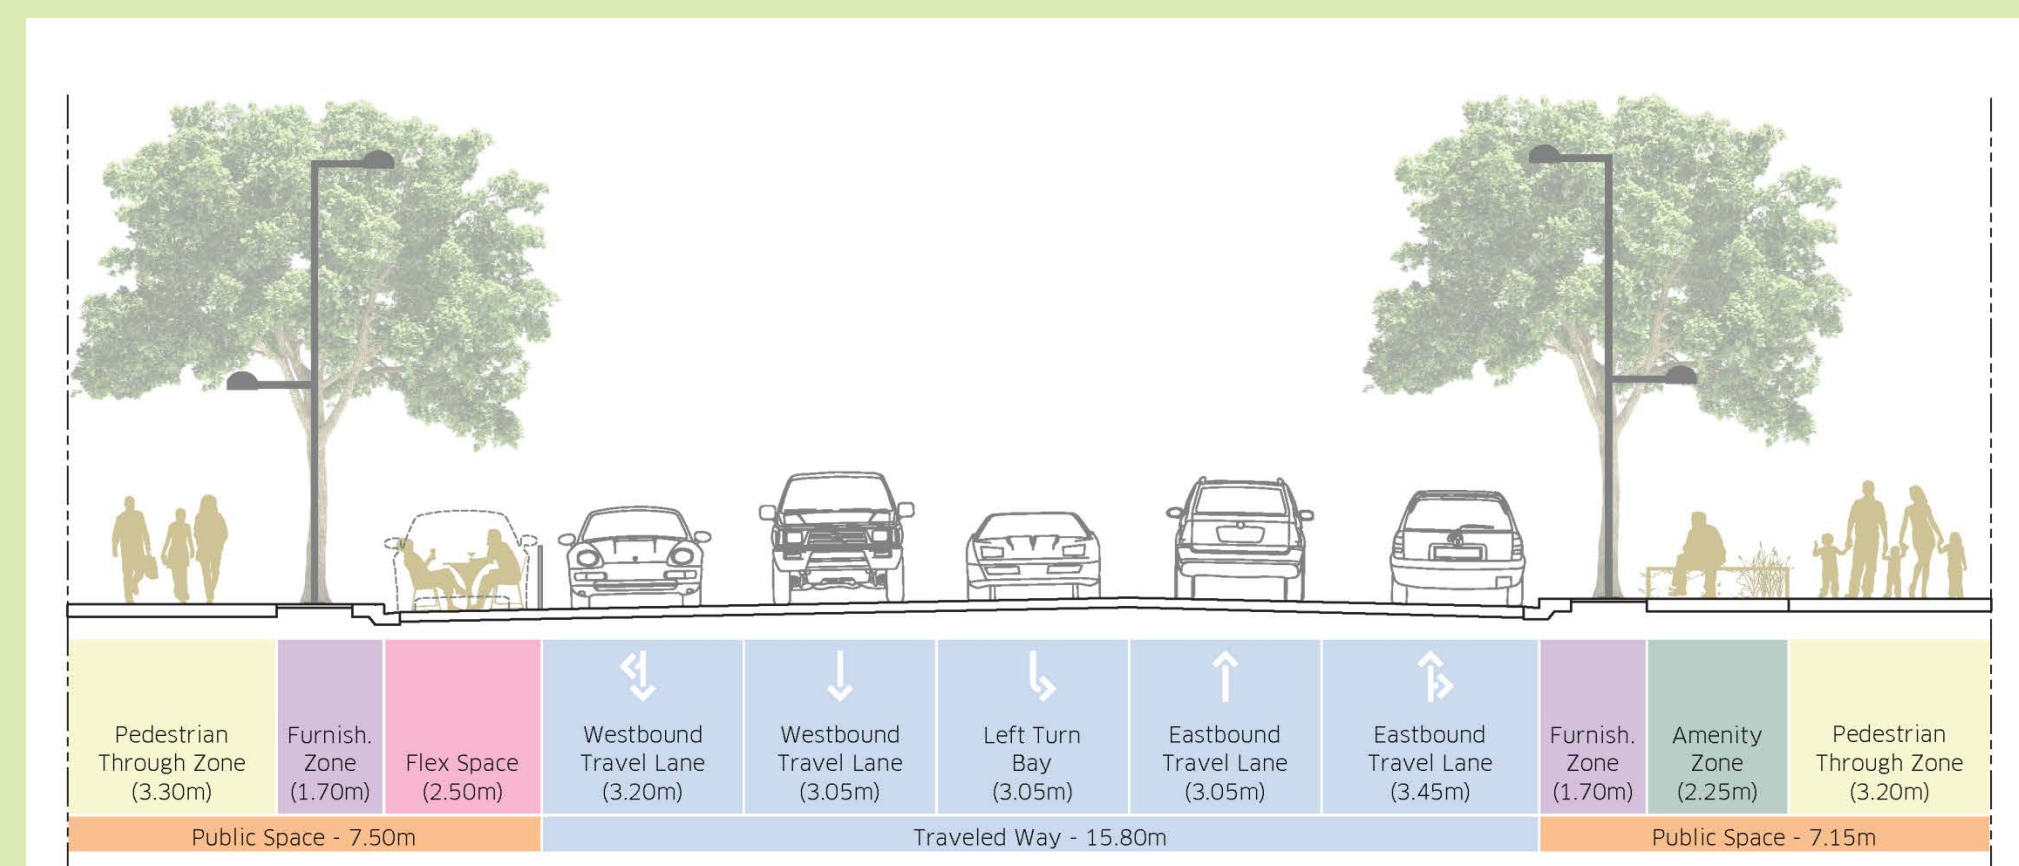 Pedestrian
Through Zone
(3.30m)
Furnish.
Zone
(1.70m)
Flex Space
(2.50m)
Westbound
Travel Lane
(3.20m)
Westbound
Travel Lane
(3.05m)
Left Turn
Bay
(3.05m)
Eastbound
Travel Lane
(3.05m)
Eastbound
Travel Lane
(3.45m)
Furnish.
Zone
(1.70m)
Amenity
Zone
(2.25m)
Pedestrian
Through Zone
(3.20m)
Public Space - 7.50m
Traveled Way - 15.80m
Public Space - 7.15m